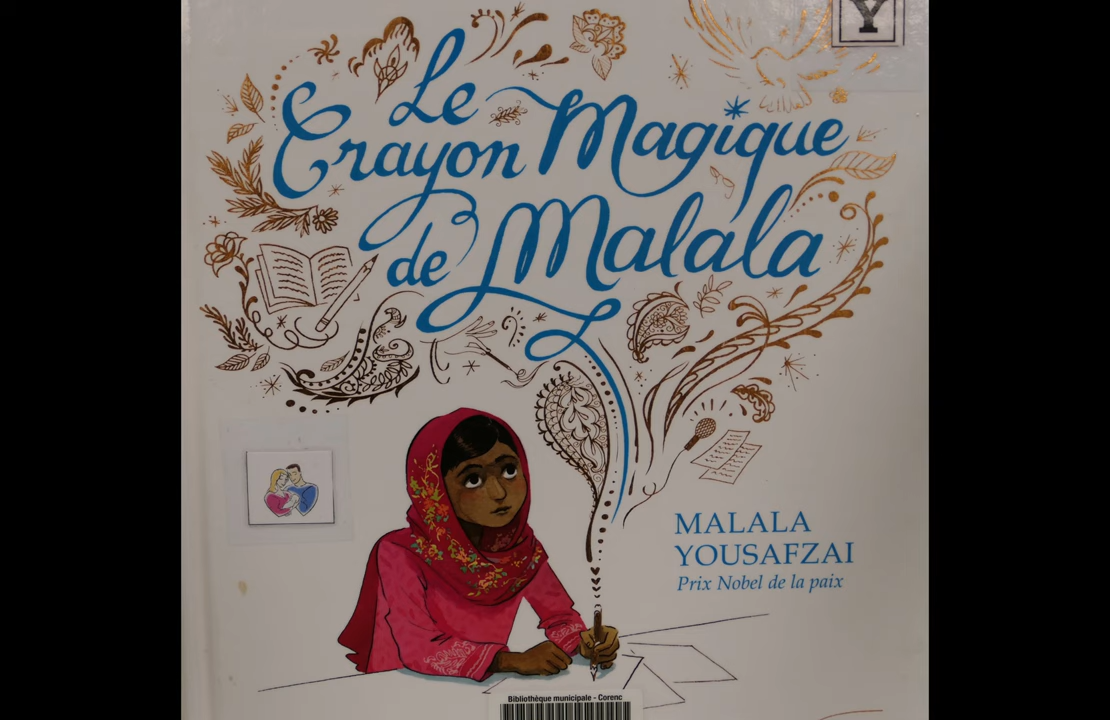 Y
Le
Crayon Magique
de Malala
MALALA
YOUSAFZAI
Prix Nobel de la paix
Bibliothèque municipale - Corenc